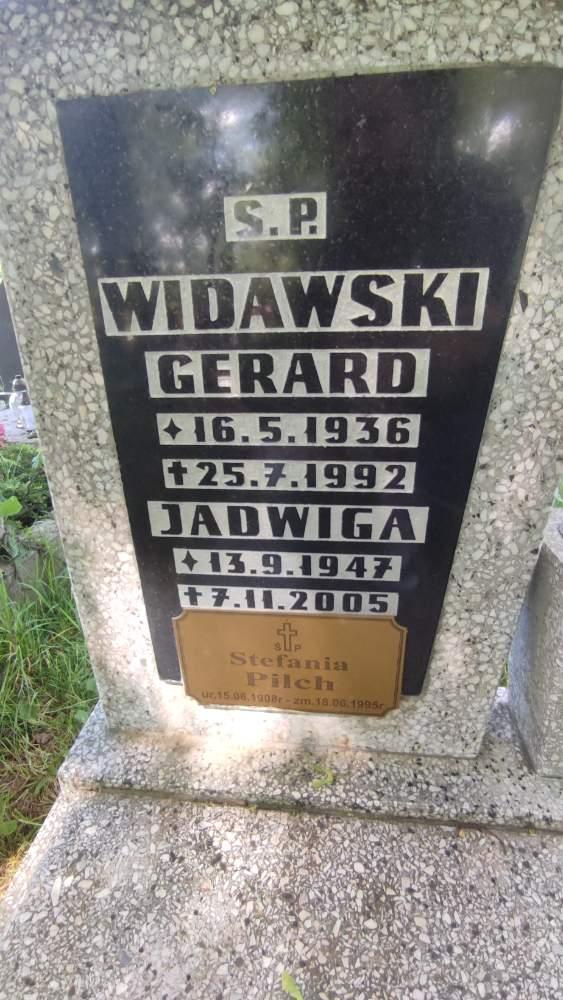 S.P.
WIDAWSKI
GERARD
✦16.5.1936
✝25.7.1992
JADWIGA
✦13.9.1947
✝7.11.2005
Ś P
Stefania
Pilch
ur.15.06.1908r - zm.18.06.1995r